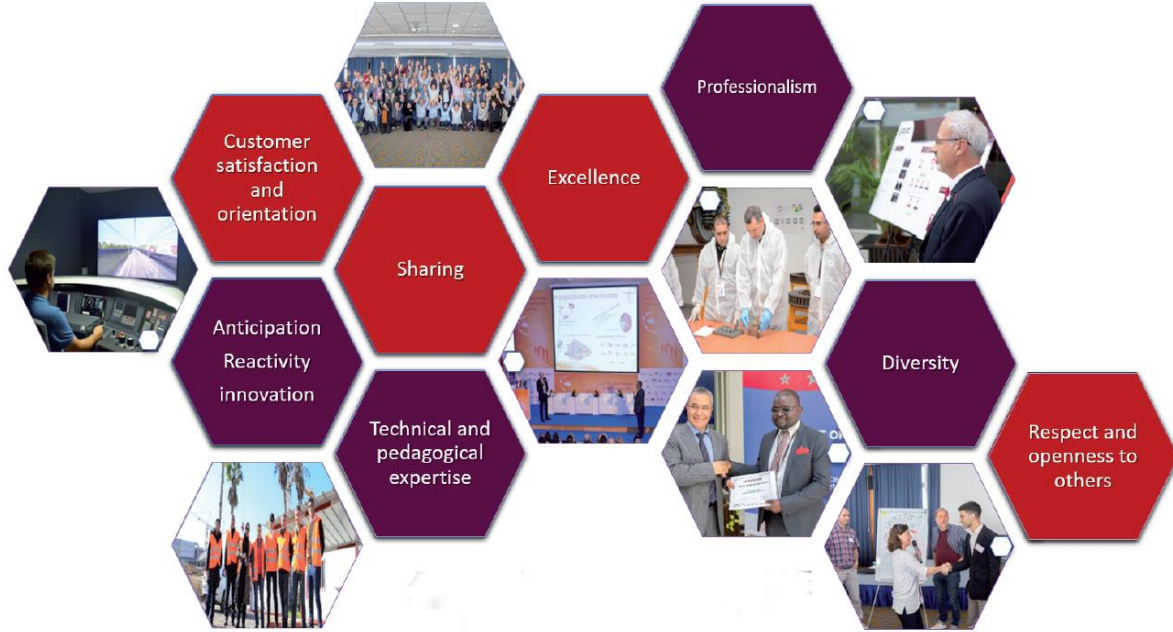 Professionalism
Customer
satisfaction
and
orientation
Excellence
Sharing
Anticipation
Reactivity
innovation
Diversity
Technical and
pedagogical
expertise
Respect and
openness to
others